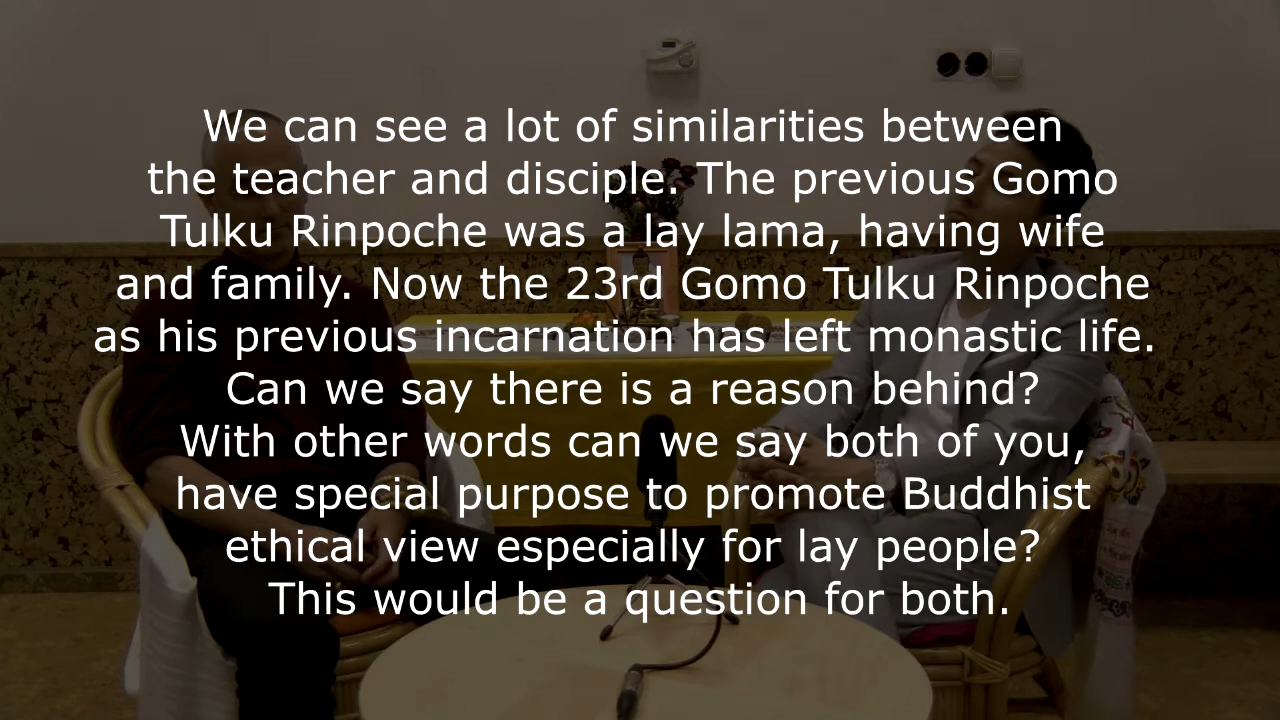 We can see a lot of similarities between
the teacher and disciple. The previous Gomo
Tulku Rinpoche was a lay lama, having wife
and family. Now the 23rd Gomo Tulku Rinpoche
as his previous incarnation has left monastic life.
Can we say there is a reason behind?
With other words can we say both of you,
have special purpose to promote Buddhist
ethical view especially for lay people?
This would be a question for both.